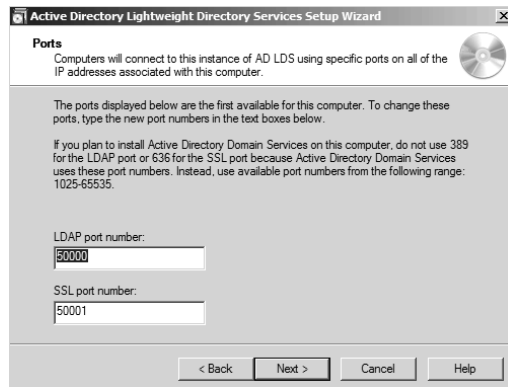 Active Directory Lightweight Directory Services Setup Wizard
Ports
Computers will connect to this instance of AD LDS using specific ports on all of the
IP addresses associated with this computer.
The ports displayed below are the first available for this computer. To change these
ports, type the new port numbers in the text boxes below.
If you plan to install Active Directory Domain Services on this computer, do not use 389
for the LDAP port or 636 for the SSL port because Active Directory Domain Services
uses these port numbers. Instead, use available port numbers from the following range:
1025-65535.
LDAP port number:
50000
SSL port number:
50001
< Back Next > Cancel Help